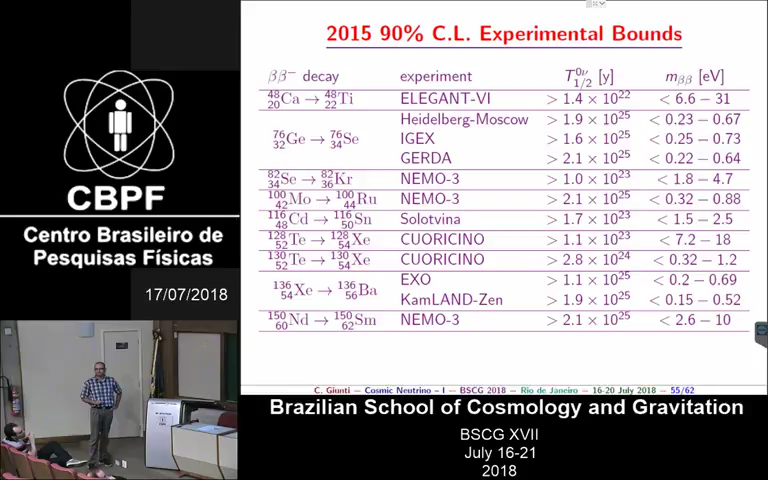 2015 90% C.L. Experimental Bounds
ββ⁻ decay experiment T⁰ᵛ₁/₂ [y] mββ [eV]
⁴⁸₂₀Ca → ⁴⁸₂₂Ti ELEGANT-VI > 1.4 × 10²² < 6.6 − 31
Heidelberg-Moscow > 1.9 × 10²⁵ < 0.23 − 0.67
⁷⁶₃₂Ge → ⁷⁶₃₄Se IGEX > 1.6 × 10²⁵ < 0.25 − 0.73
GERDA > 2.1 × 10²⁵ < 0.22 − 0.64
⁸²₃₄Se → ⁸²₃₆Kr NEMO-3 > 1.0 × 10²³ < 1.8 − 4.7
¹⁰⁰₄₂Mo → ¹⁰⁰₄₄Ru NEMO-3 > 2.1 × 10²⁵ < 0.32 − 0.88
¹¹⁶₄₈Cd → ¹¹⁶₅₀Sn Solotvina > 1.7 × 10²³ < 1.5 − 2.5
¹²⁸₅₂Te → ¹²⁸₅₄Xe CUORICINO > 1.1 × 10²³ < 7.2 − 18
¹³⁰₅₂Te → ¹³⁰₅₄Xe CUORICINO > 2.8 × 10²⁴ < 0.32 − 1.2
¹³⁶₅₄Xe → ¹³⁶₅₆Ba EXO > 1.1 × 10²⁵ < 0.2 − 0.69
KamLAND-Zen > 1.9 × 10²⁵ < 0.15 − 0.52
¹⁵⁰₆₀Nd → ¹⁵⁰₆₂Sm NEMO-3 > 2.1 × 10²⁵ < 2.6 − 10
C. Giunti − Cosmic Neutrino − I − BSCG 2018 − Rio de Janeiro − 16-20 July 2018 − 55/62
CBPF
Centro Brasileiro de
Pesquisas Físicas
17/07/2018
Brazilian School of Cosmology and Gravitation
BSCG XVII
July 16-21
2018